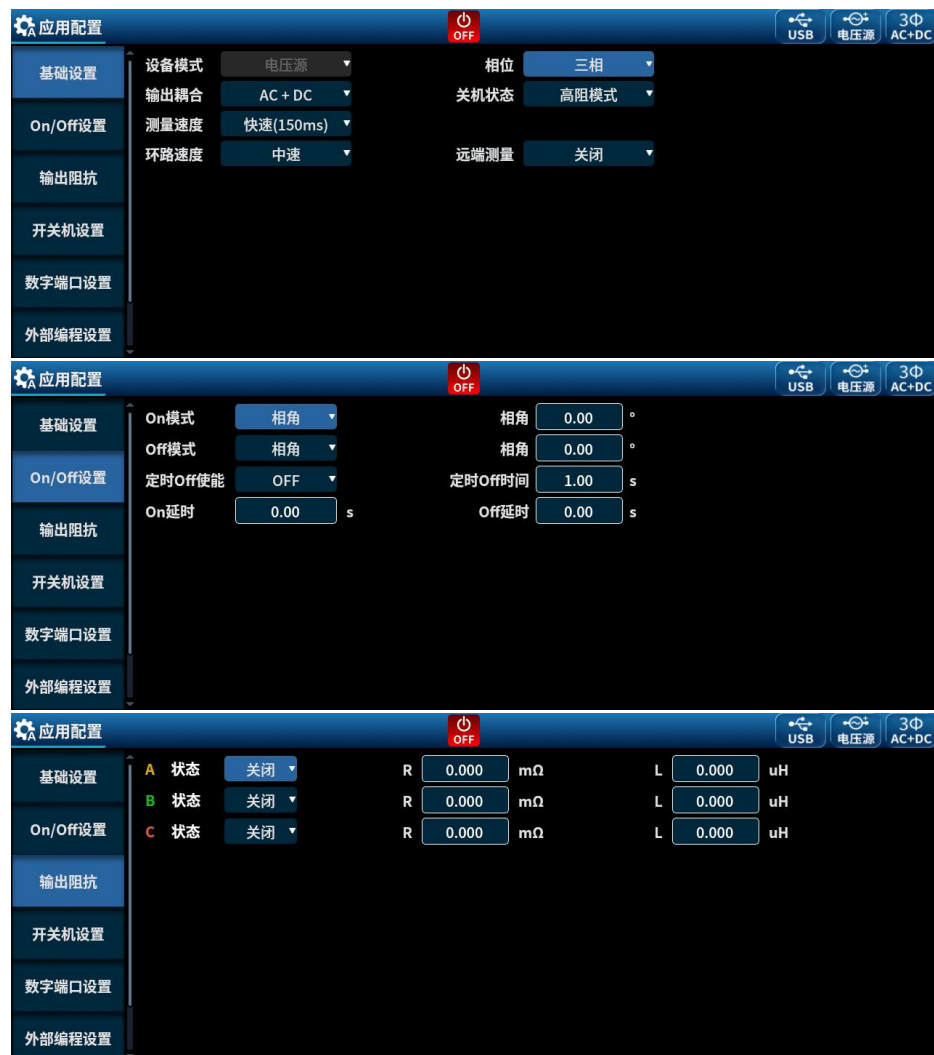 应用配置 OFF USB 电压源 3Φ AC+DC
基础设置
On/Off设置
输出阻抗
开关机设置
数字端口设置
外部编程设置
设备模式 电压源 相位 三相
输出耦合 AC + DC 关机状态 高阻模式
测量速度 快速(150ms)
环路速度 中速 远端测量 关闭
应用配置 OFF USB 电压源 3Φ AC+DC
基础设置
On/Off设置
输出阻抗
开关机设置
数字端口设置
外部编程设置
On模式 相角 相角 0.00 °
Off模式 相角 相角 0.00 °
定时Off使能 OFF 定时Off时间 1.00 s
On延时 0.00 s Off延时 0.00 s
应用配置 OFF USB 电压源 3Φ AC+DC
基础设置
On/Off设置
输出阻抗
开关机设置
数字端口设置
外部编程设置
A 状态 关闭 R 0.000 mΩ L 0.000 uH
B 状态 关闭 R 0.000 mΩ L 0.000 uH
C 状态 关闭 R 0.000 mΩ L 0.000 uH